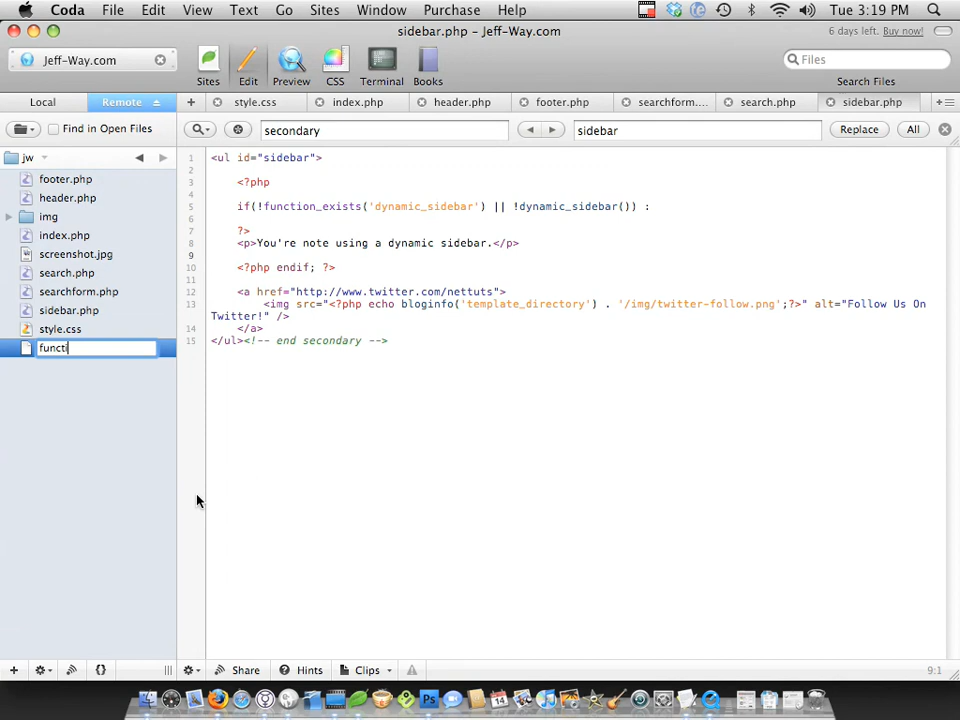 Coda File Edit View Text Go Sites Window Purchase Help Tue 3:19 PM
sidebar.php – Jeff-Way.com
6 days left. Buy now!
Jeff-Way.com
Files
Sites Edit Preview CSS Terminal Books Search Files
Local Remote style.css index.php header.php footer.php searchform.... search.php sidebar.php
Find in Open Files secondary sidebar Replace All
jw
footer.php
header.php
img
index.php
screenshot.jpg
search.php
searchform.php
sidebar.php
style.css
functi
1 <ul id="sidebar">
2
3 <?php
4
5 if(!function_exists('dynamic_sidebar') || !dynamic_sidebar()) :
6
7 ?>
8 <p>You're note using a dynamic sidebar.</p>
9
10 <?php endif; ?>
11
12 <a href="http://www.twitter.com/nettuts">
13 <img src="<?php echo bloginfo('template_directory') . '/img/twitter-follow.png';?>" alt="Follow Us On
Twitter!" />
14 </a>
15 </ul><!-- end secondary -->
Share Hints Clips 9:1